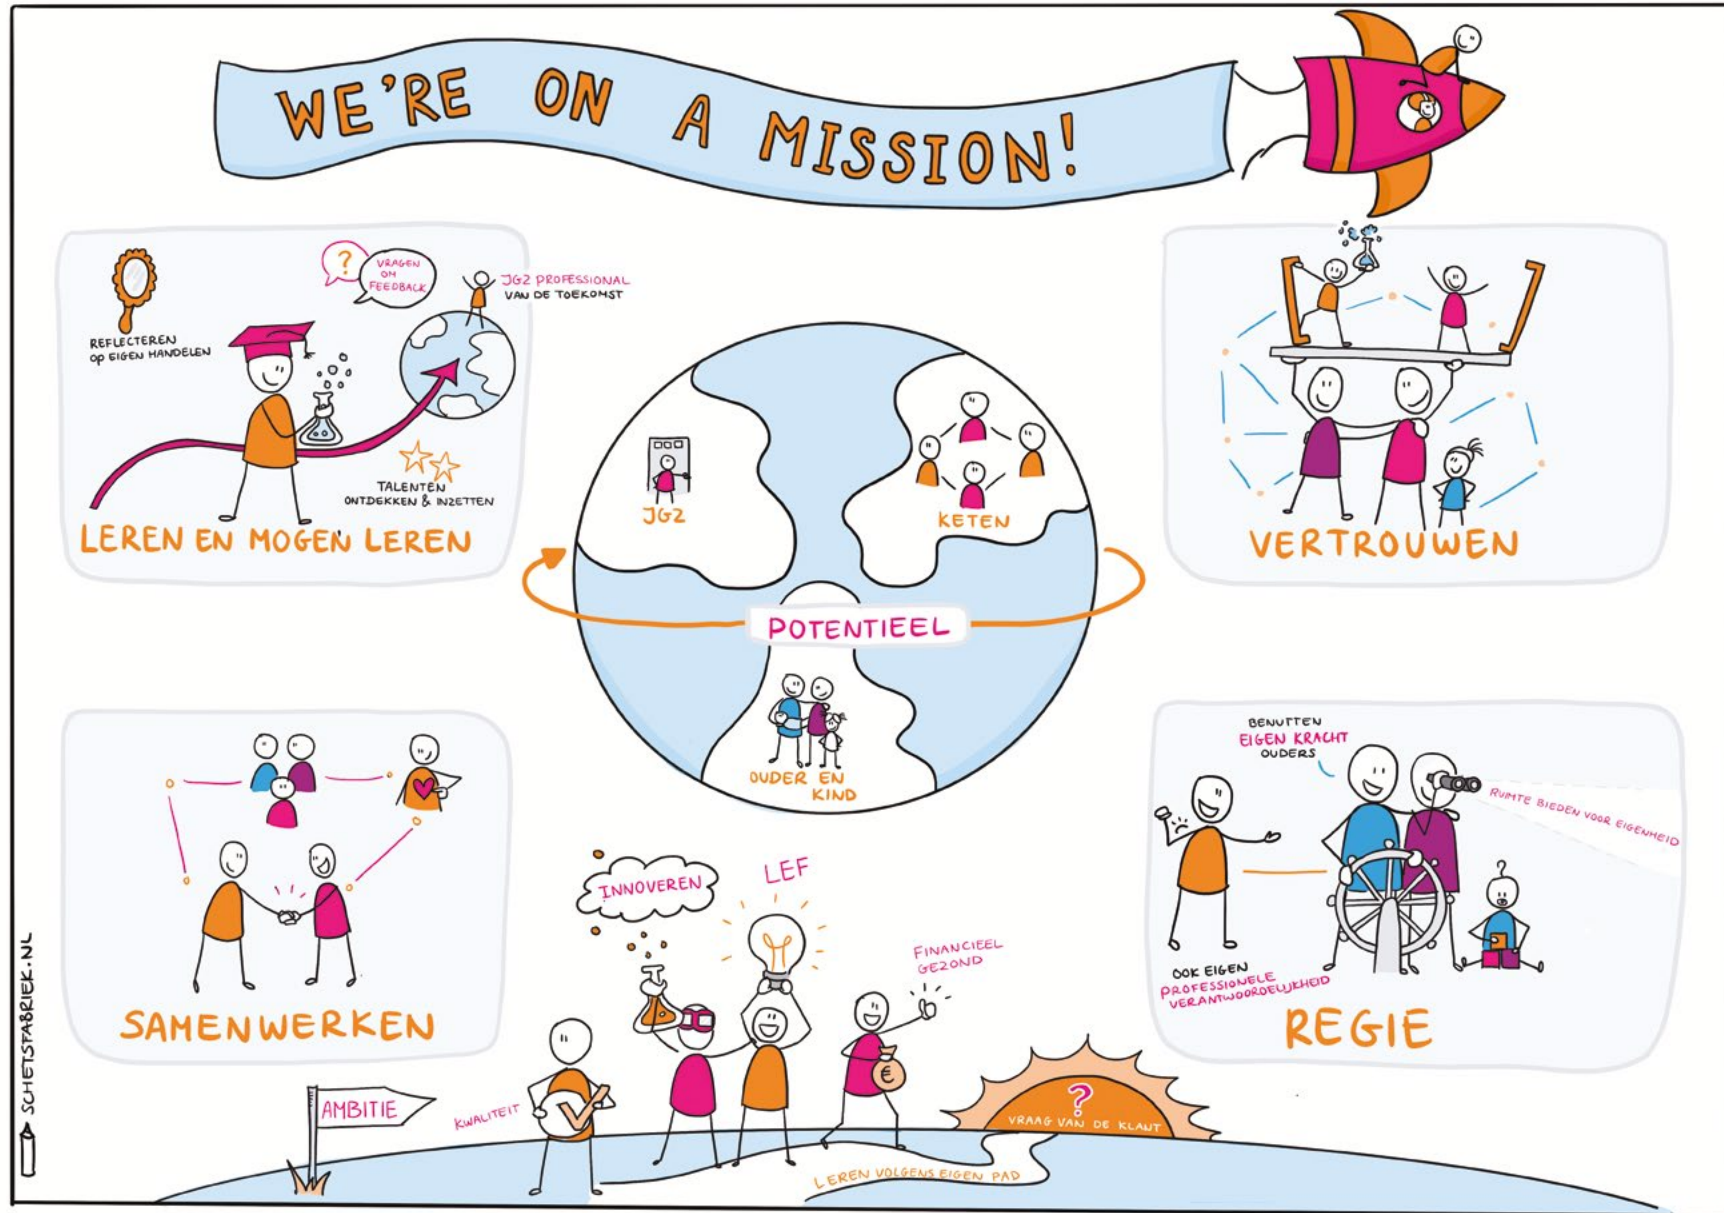 WE'RE ON A MISSION!
REFLECTEREN
OP EIGEN HANDELEN
?
VRAGEN
OM
FEEDBACK
JGZ PROFESSIONAL
VAN DE TOEKOMST
TALENTEN
ONTDEKKEN & INZETTEN
LEREN EN MOGEN LEREN
JGZ
KETEN
POTENTIEEL
OUDER EN
KIND
VERTROUWEN
SAMENWERKEN
BENUTTEN
EIGEN KRACHT
OUDERS
RUIMTE BIEDEN VOOR EIGENHEID
?
OOK EIGEN
PROFESSIONELE
VERANTWOORDELIJKHEID
REGIE
INNOVEREN
LEF
FINANCIEEL
GEZOND
€
KWALITEIT
AMBITIE
?
VRAAG VAN DE KLANT
LEREN VOLGENS EIGEN PAD
SCHETSFABRIEK.NL